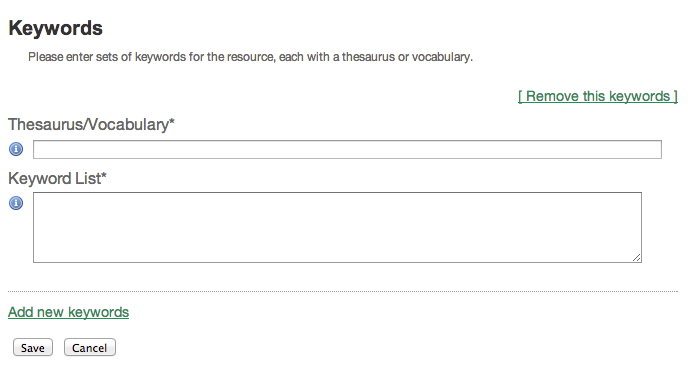 Keywords
Please enter sets of keywords for the resource, each with a thesaurus or vocabulary.
[ Remove this keywords ]
Thesaurus/Vocabulary*
Keyword List*
Add new keywords
Save Cancel